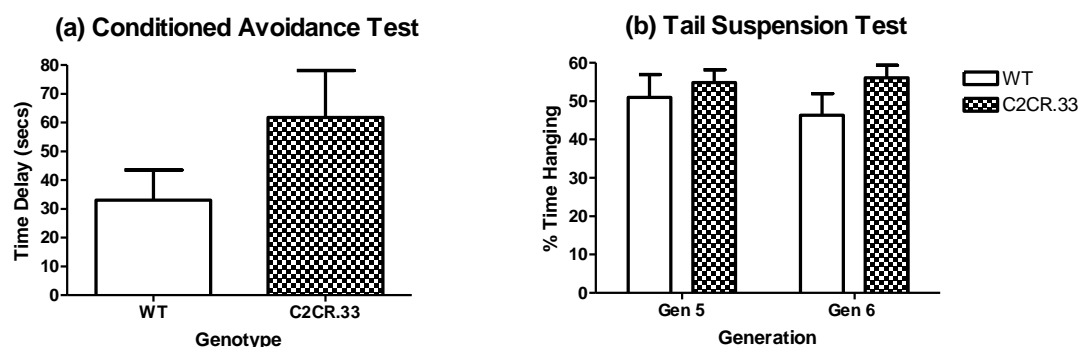 (a) Conditioned Avoidance Test
80
70
60
50
40
30
20
10
0
Time Delay (secs)
WT
C2CR.33
Genotype
(b) Tail Suspension Test
60
50
40
30
20
10
0
% Time Hanging
Gen 5
Gen 6
Generation
WT
C2CR.33